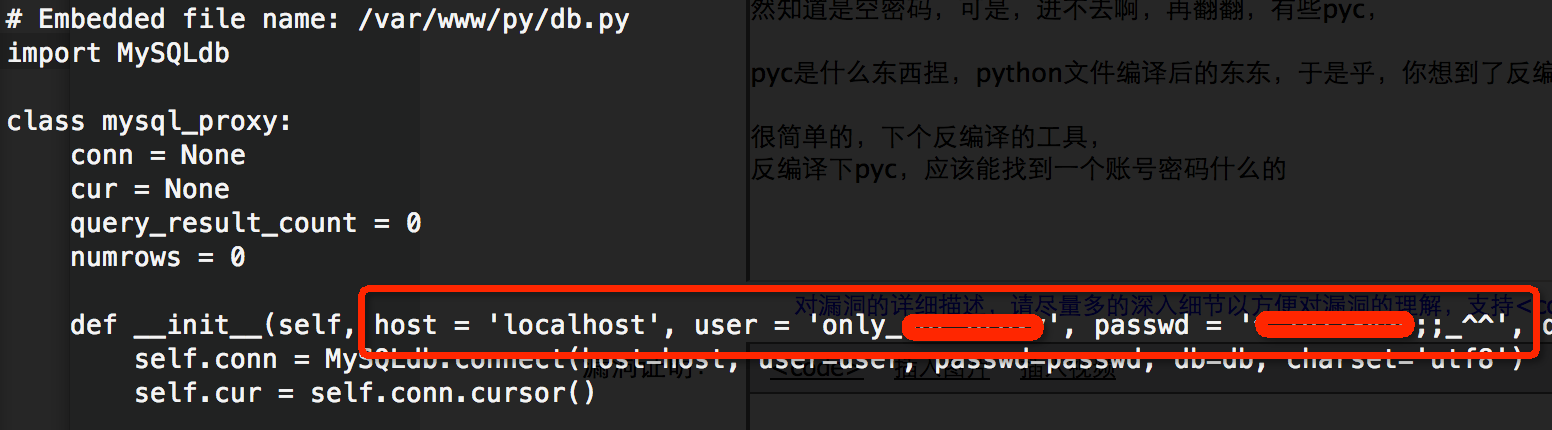 # Embedded file name: /var/www/py/db.py
import MySQLdb
class mysql_proxy:
conn = None
cur = None
query_result_count = 0
numrows = 0
def __init__(self, host = 'localhost', user = 'only_ ', passwd = ' ;;_^^',
self.conn = MySQLdb.connect(host=host, user=user, passwd=passwd, db=db, charset='utf8')
self.cur = self.conn.cursor()
然知道是空密码，可是，进不去啊，再翻翻，有些pyc，
pyc是什么东西捏，python文件编译后的东东，于是乎，你想到了反编
很简单的，下个反编译的工具，
反编译下pyc，应该能找到一个账号密码什么的
对漏洞的详细描述，请尽量多的深入细节以方便对漏洞的理解，支持<co
漏洞证明：
<code> 插入图片 插入视频